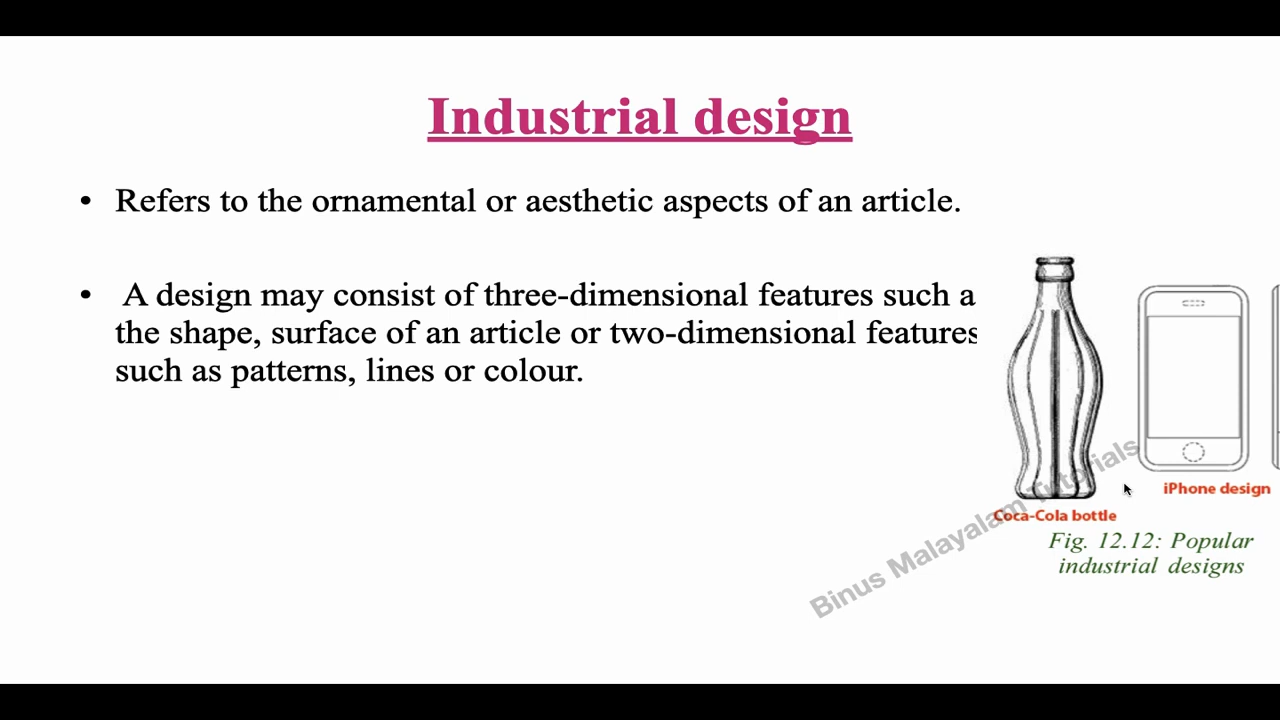 Industrial design
• Refers to the ornamental or aesthetic aspects of an article.
• A design may consist of three-dimensional features such a
the shape, surface of an article or two-dimensional features
such as patterns, lines or colour.
iPhone design
Coca-Cola bottle
Fig. 12.12: Popular
industrial designs
Binus Malayalam Tutorials